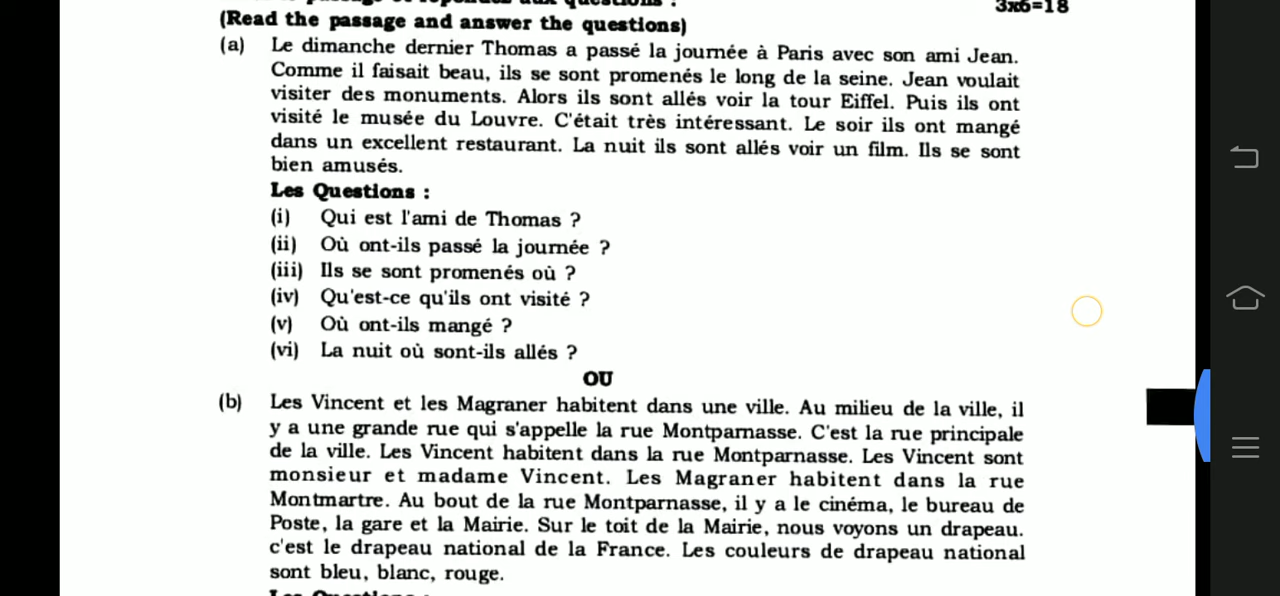 (Read the passage and answer the questions)
3x6=18
(a) Le dimanche dernier Thomas a passé la journée à Paris avec son ami Jean.
Comme il faisait beau, ils se sont promenés le long de la seine. Jean voulait
visiter des monuments. Alors ils sont allés voir la tour Eiffel. Puis ils ont
visité le musée du Louvre. C'était très intéressant. Le soir ils ont mangé
dans un excellent restaurant. La nuit ils sont allés voir un film. Ils se sont
bien amusés.
Les Questions :
(i) Qui est l'ami de Thomas ?
(ii) Où ont-ils passé la journée ?
(iii) Ils se sont promenés où ?
(iv) Qu'est-ce qu'ils ont visité ?
(v) Où ont-ils mangé ?
(vi) La nuit où sont-ils allés ?
OU
(b) Les Vincent et les Magraner habitent dans une ville. Au milieu de la ville, il
y a une grande rue qui s'appelle la rue Montparnasse. C'est la rue principale
de la ville. Les Vincent habitent dans la rue Montparnasse. Les Vincent sont
monsieur et madame Vincent. Les Magraner habitent dans la rue
Montmartre. Au bout de la rue Montparnasse, il y a le cinéma, le bureau de
Poste, la gare et la Mairie. Sur le toit de la Mairie, nous voyons un drapeau.
c'est le drapeau national de la France. Les couleurs de drapeau national
sont bleu, blanc, rouge.